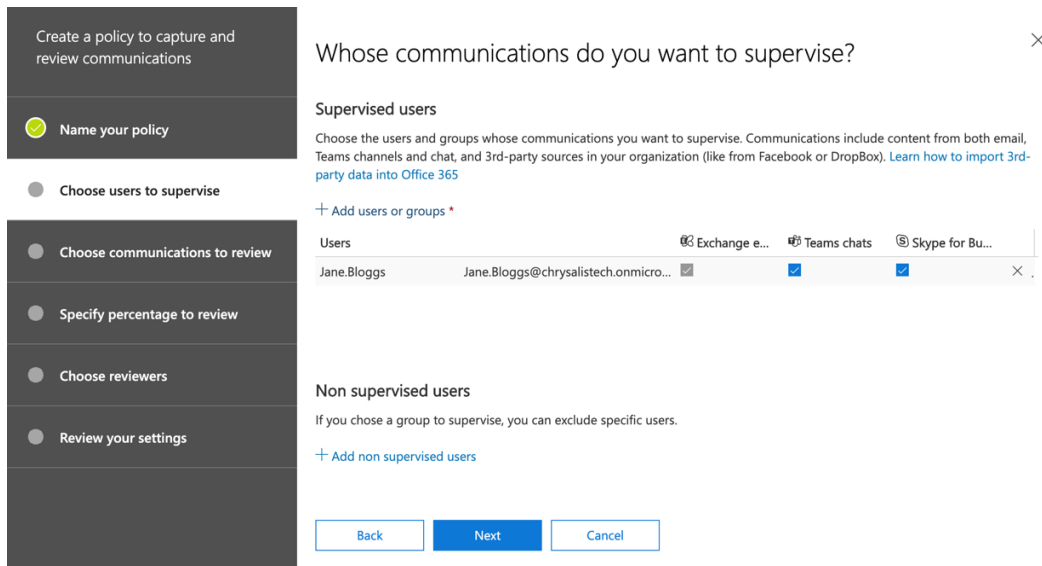 Create a policy to capture and
review communications
Name your policy
Choose users to supervise
Choose communications to review
Specify percentage to review
Choose reviewers
Review your settings
Whose communications do you want to supervise?
Supervised users
Choose the users and groups whose communications you want to supervise. Communications include content from both email,
Teams channels and chat, and 3rd-party sources in your organization (like from Facebook or DropBox). Learn how to import 3rd-
party data into Office 365
+ Add users or groups *
Users Exchange e... Teams chats Skype for Bu...
Jane.Bloggs Jane.Bloggs@chrysalistech.onmicro...
Non supervised users
If you chose a group to supervise, you can exclude specific users.
+ Add non supervised users
Back Next Cancel